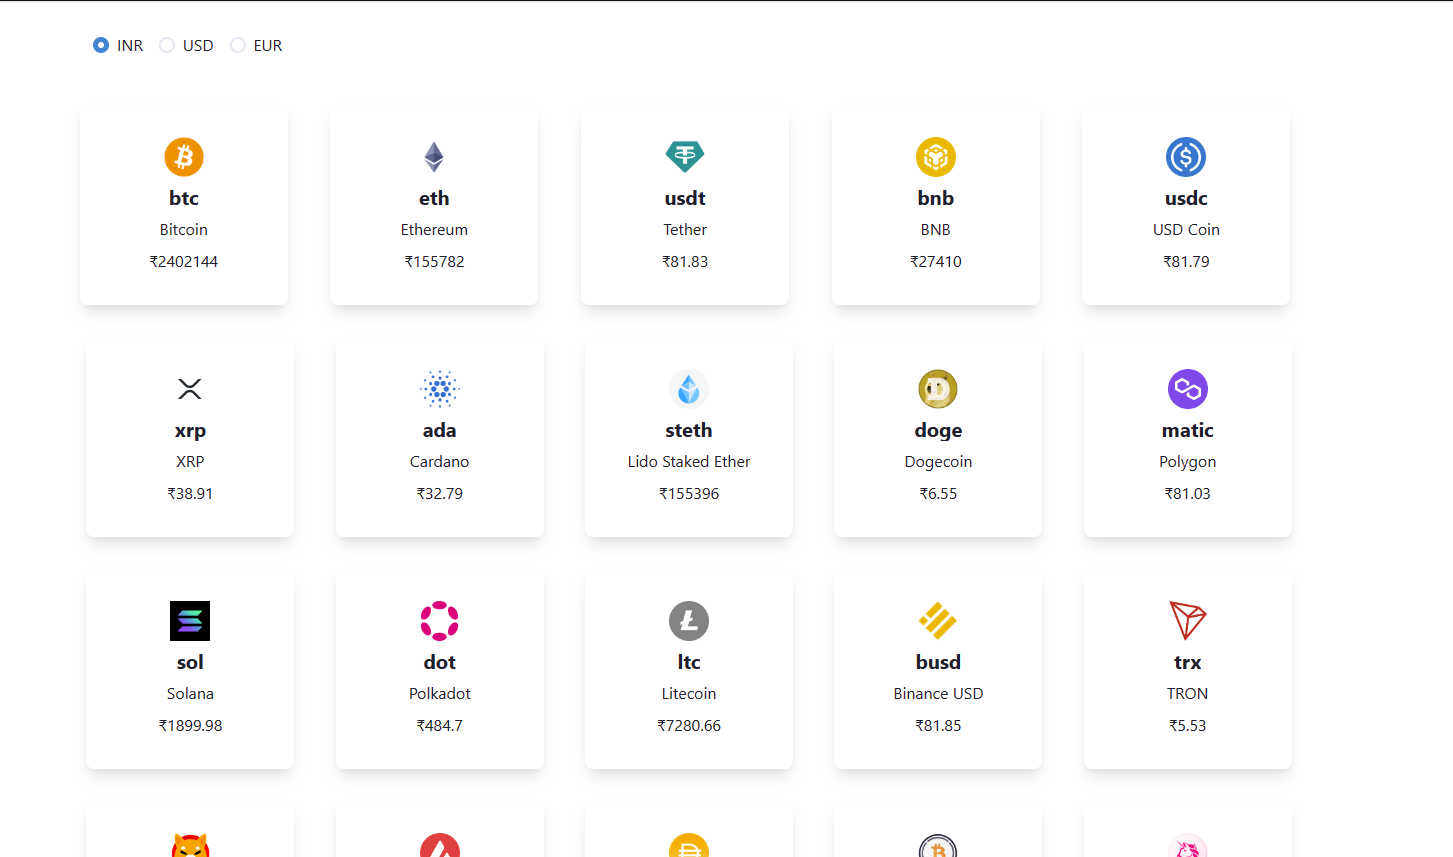 INR USD EUR
btc eth usdt bnb usdc
Bitcoin Ethereum Tether BNB USD Coin
₹2402144 ₹155782 ₹81.83 ₹27410 ₹81.79
xrp ada steth doge matic
XRP Cardano Lido Staked Ether Dogecoin Polygon
₹38.91 ₹32.79 ₹155396 ₹6.55 ₹81.03
sol dot ltc busd trx
Solana Polkadot Litecoin Binance USD TRON
₹1899.98 ₹484.7 ₹7280.66 ₹81.85 ₹5.53